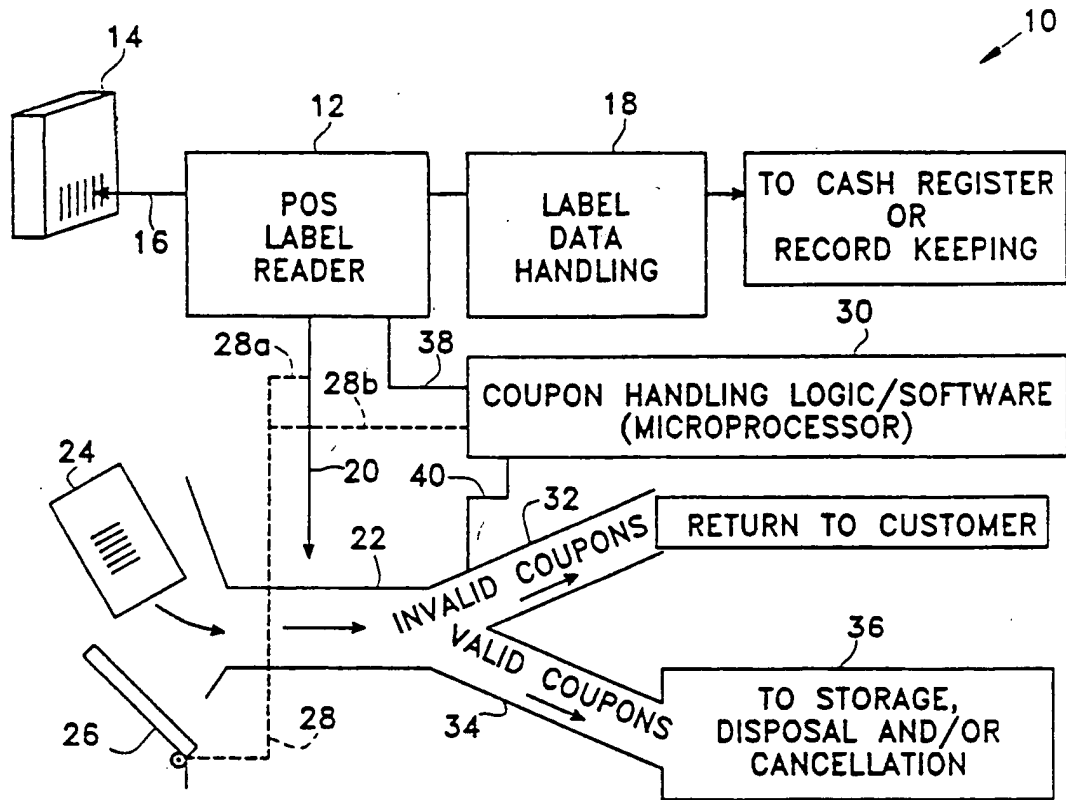 10
14
12
18
POS
LABEL
READER
LABEL
DATA
HANDLING
TO CASH REGISTER
OR
RECORD KEEPING
16
28a
38
30
28b
COUPON HANDLING LOGIC/SOFTWARE
(MICROPROCESSOR)
24
20
40
32
22
INVALID COUPONS
RETURN TO CUSTOMER
VALID COUPONS
36
TO STORAGE,
DISPOSAL AND/OR
CANCELLATION
26
28
34